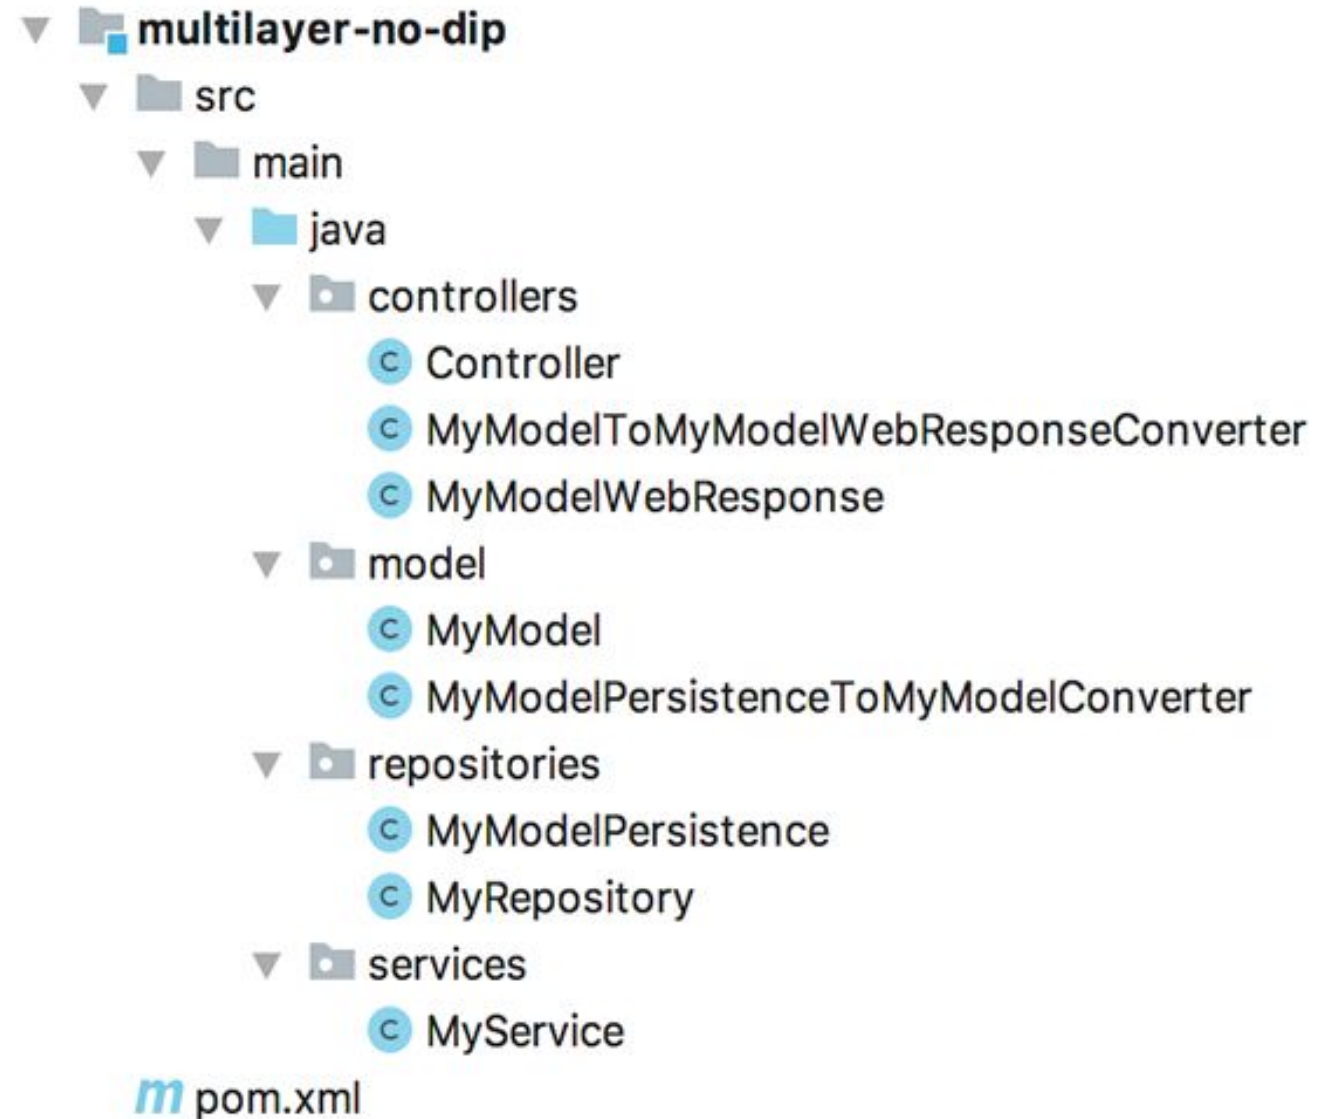 multilayer-no-dip
src
main
java
controllers
C Controller
C MyModelToMyModelWebResponseConverter
C MyModelWebResponse
model
C MyModel
C MyModelPersistenceToMyModelConverter
repositories
C MyModelPersistence
C MyRepository
services
C MyService
m pom.xml